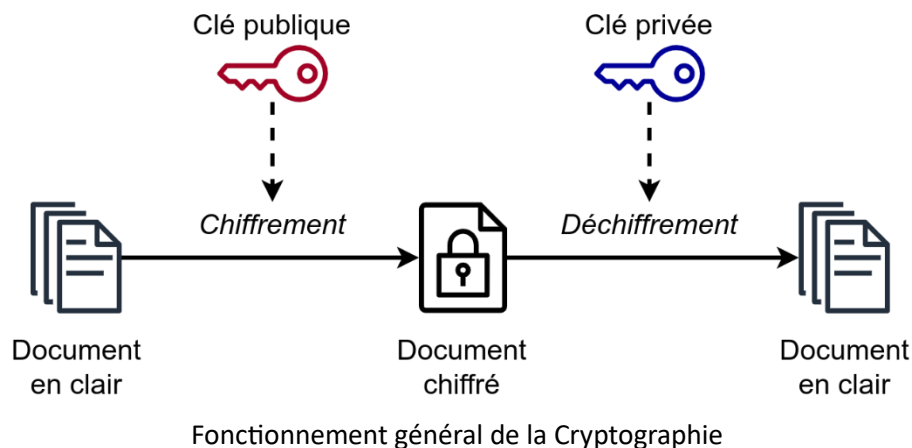 Clé publique
Clé privée
Chiffrement
Déchiffrement
Document
en clair
Document
chiffré
Document
en clair
Fonctionnement général de la Cryptographie